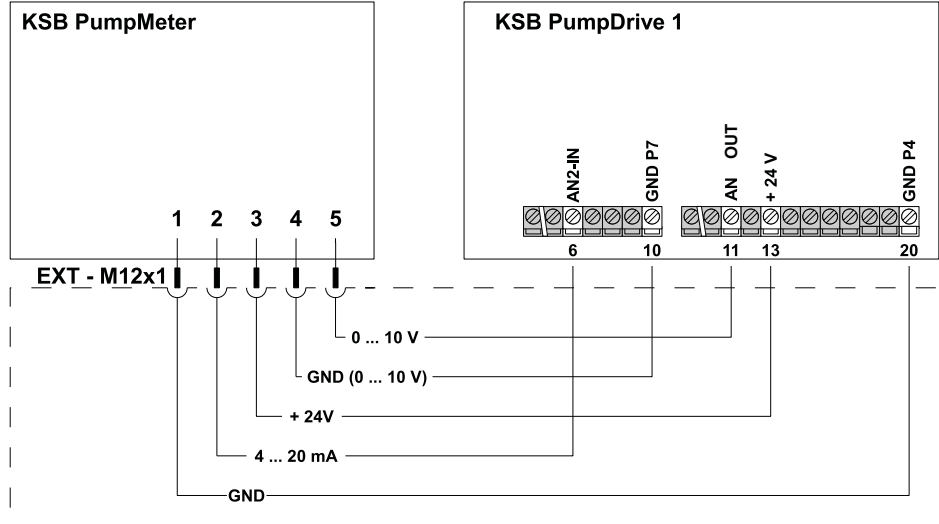 KSB PumpMeter
KSB PumpDrive 1
AN2-IN
GND P7
AN OUT
+ 24 V
GND P4
1 2 3 4 5
6 10 11 13 20
EXT - M12x1
0 ... 10 V
GND (0 ... 10 V)
+ 24V
4 ... 20 mA
GND